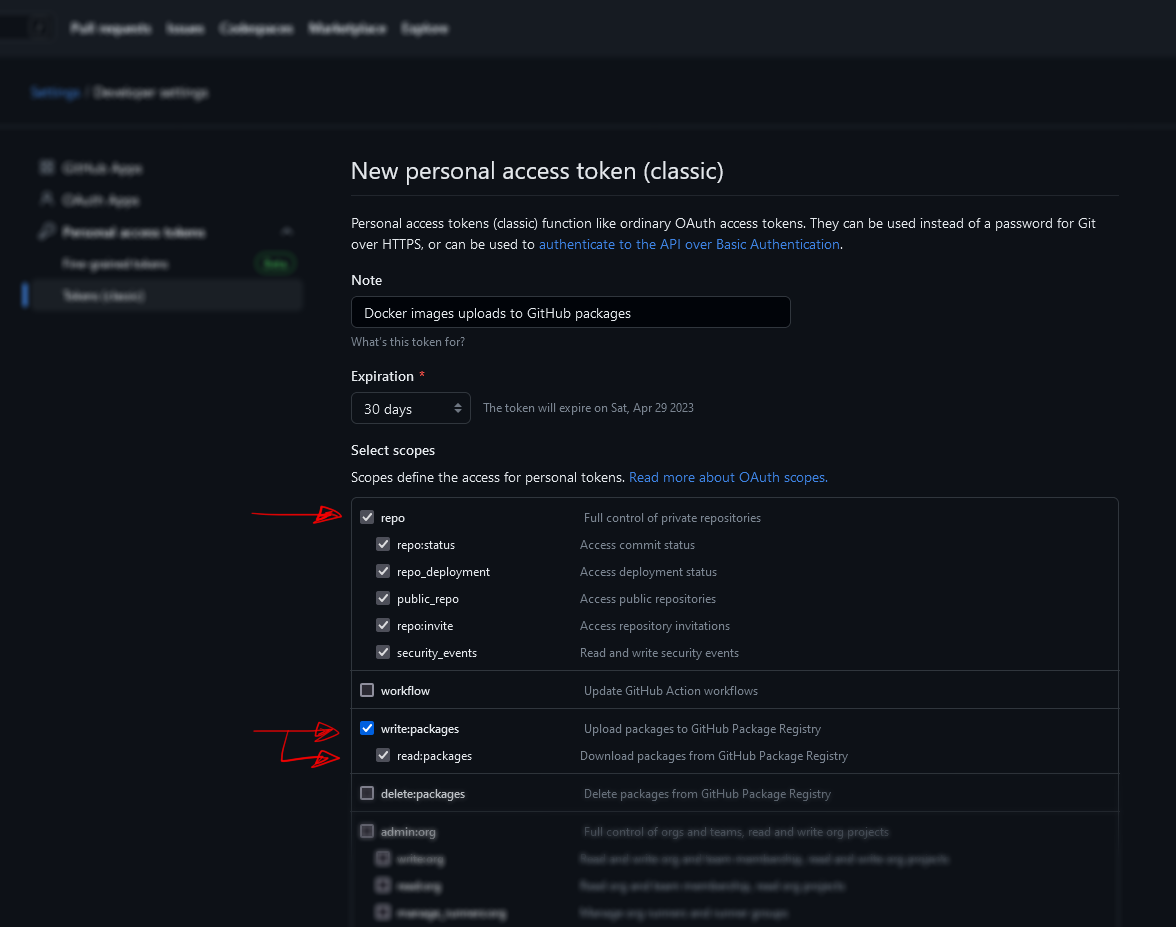 /
Pull requests Issues Codespaces Marketplace Explore
Settings / Developer settings
GitHub Apps
OAuth Apps
Personal access tokens
Fine-grained tokens Beta
Tokens (classic)
New personal access token (classic)
Personal access tokens (classic) function like ordinary OAuth access tokens. They can be used instead of a password for Git
over HTTPS, or can be used to authenticate to the API over Basic Authentication.
Note
Docker images uploads to GitHub packages
What's this token for?
Expiration *
30 days The token will expire on Sat, Apr 29 2023
Select scopes
Scopes define the access for personal tokens. Read more about OAuth scopes.
repo Full control of private repositories
repo:status Access commit status
repo_deployment Access deployment status
public_repo Access public repositories
repo:invite Access repository invitations
security_events Read and write security events
workflow Update GitHub Action workflows
write:packages Upload packages to GitHub Package Registry
read:packages Download packages from GitHub Package Registry
delete:packages Delete packages from GitHub Package Registry
admin:org Full control of orgs and teams, read and write org projects
write:org Read and write org and team membership, read and write org projects
read:org Read org and team membership, read org projects
manage_runners:org Manage org runners and runner groups